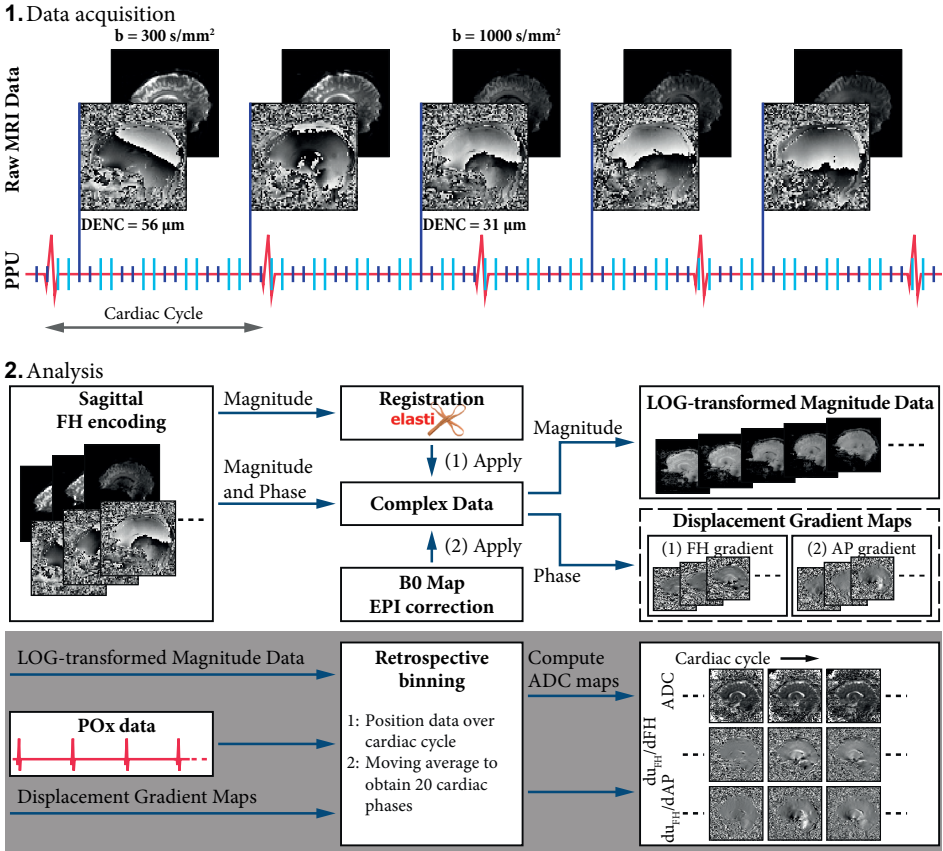 1. Data acquisition
b = 300 s/mm²
b = 1000 s/mm²
Raw MRI Data
DENC = 56 µm
DENC = 31 µm
PPU
Cardiac Cycle
2. Analysis
Sagittal
FH encoding
Magnitude
Magnitude
and Phase
Registration
elasti
(1) Apply
Complex Data
(2) Apply
B0 Map
EPI correction
Magnitude
Phase
LOG-transformed Magnitude Data
Displacement Gradient Maps
(1) FH gradient
(2) AP gradient
LOG-transformed Magnitude Data
POx data
Displacement Gradient Maps
Retrospective
binning
1: Position data over
cardiac cycle
2: Moving average to
obtain 20 cardiac
phases
Compute
ADC maps
Cardiac cycle
ADC
du_FH/dFH
du_FH/dAP